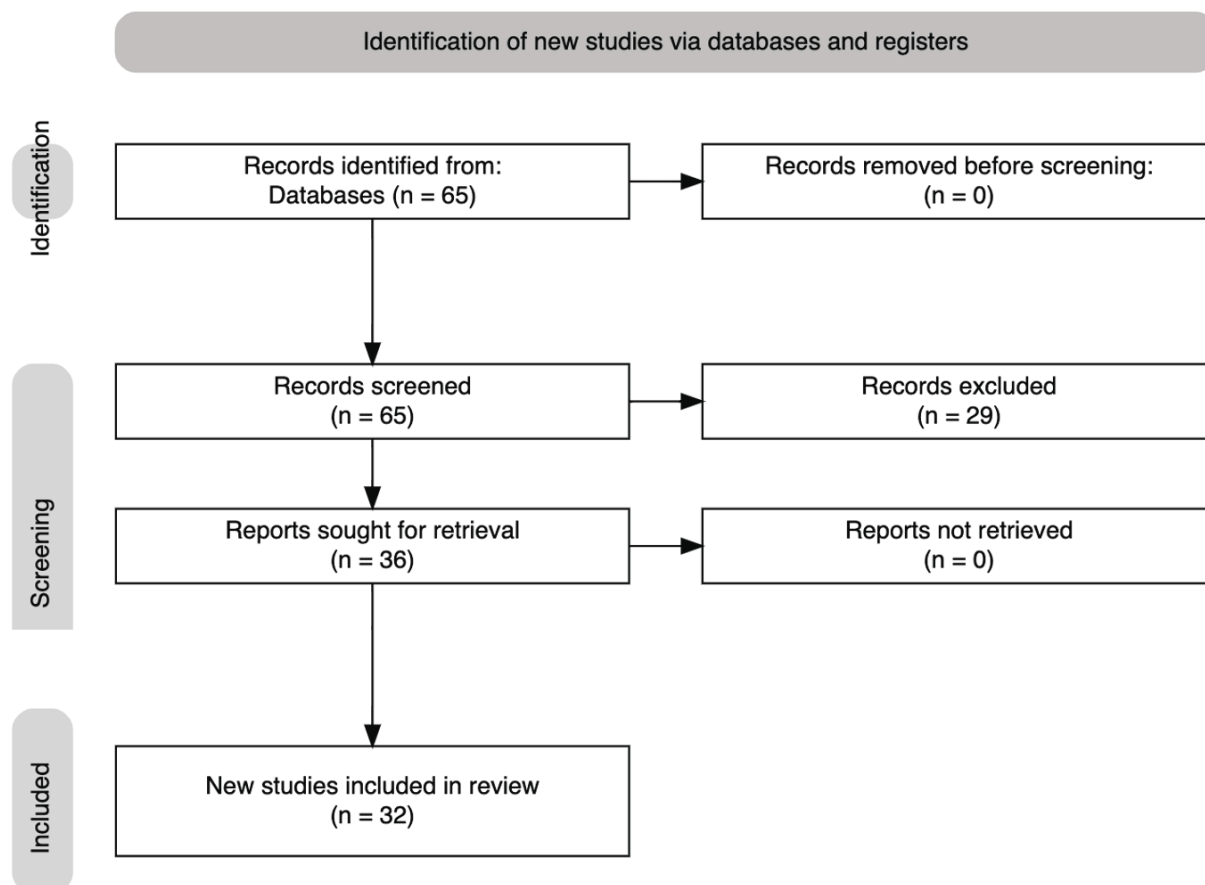 Identification of new studies via databases and registers
Identification
Records identified from:
Databases (n = 65)
Records removed before screening:
(n = 0)
Screening
Records screened
(n = 65)
Records excluded
(n = 29)
Reports sought for retrieval
(n = 36)
Reports not retrieved
(n = 0)
Included
New studies included in review
(n = 32)